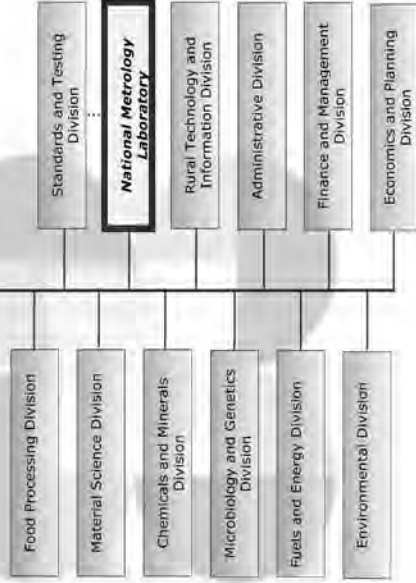 Food Processing Division
Material Science Division
Chemicals and Minerals
Division
Microbiology and Genetics
Division
Fuels and Energy Division
Environmental Division
Standards and Testing
Division
National Metrology
Laboratory
Rural Technology and
Information Division
Administrative Division
Finance and Management
Division
Economics and Planning
Division